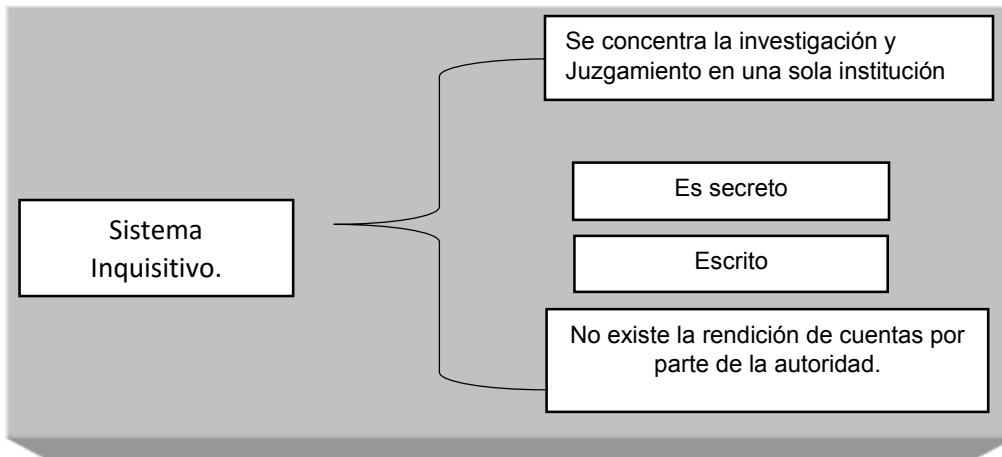 Se concentra la investigación y
Juzgamiento en una sola institución
Es secreto
Sistema
Inquisitivo.
Escrito
No existe la rendición de cuentas por
parte de la autoridad.